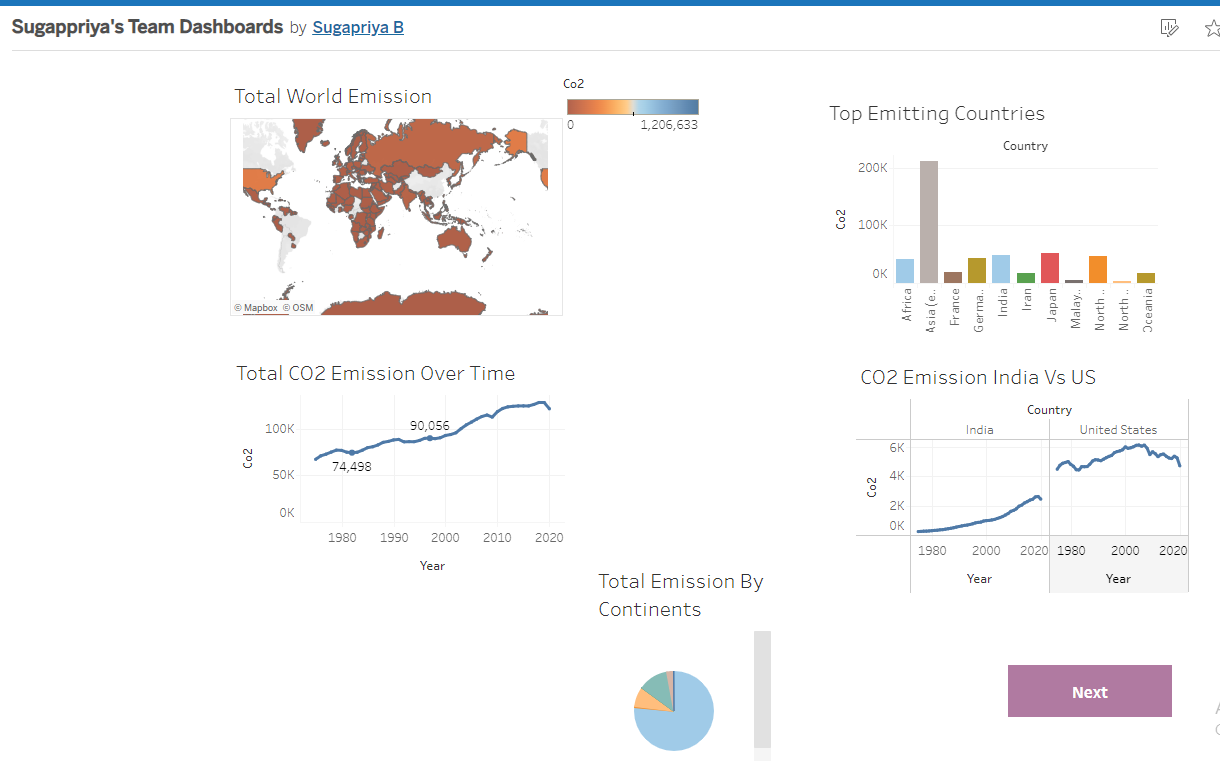 Sugappriya's Team Dashboards by Sugapriya B
Total World Emission
Co2
0 1,206,633
© Mapbox © OSM
Top Emitting Countries
Country
Co2
200K
100K
0K
Africa
Asia (e..
France
Germa..
India
Iran
Japan
Malay..
North ..
North ..
Oceania
Total CO2 Emission Over Time
Co2
100K
50K
0K
90,056
74,498
1980 1990 2000 2010 2020
Year
CO2 Emission India Vs US
Country
India United States
Co2
6K
4K
2K
0K
1980 2000 2020 1980 2000 2020
Year Year
Total Emission By
Continents
Next